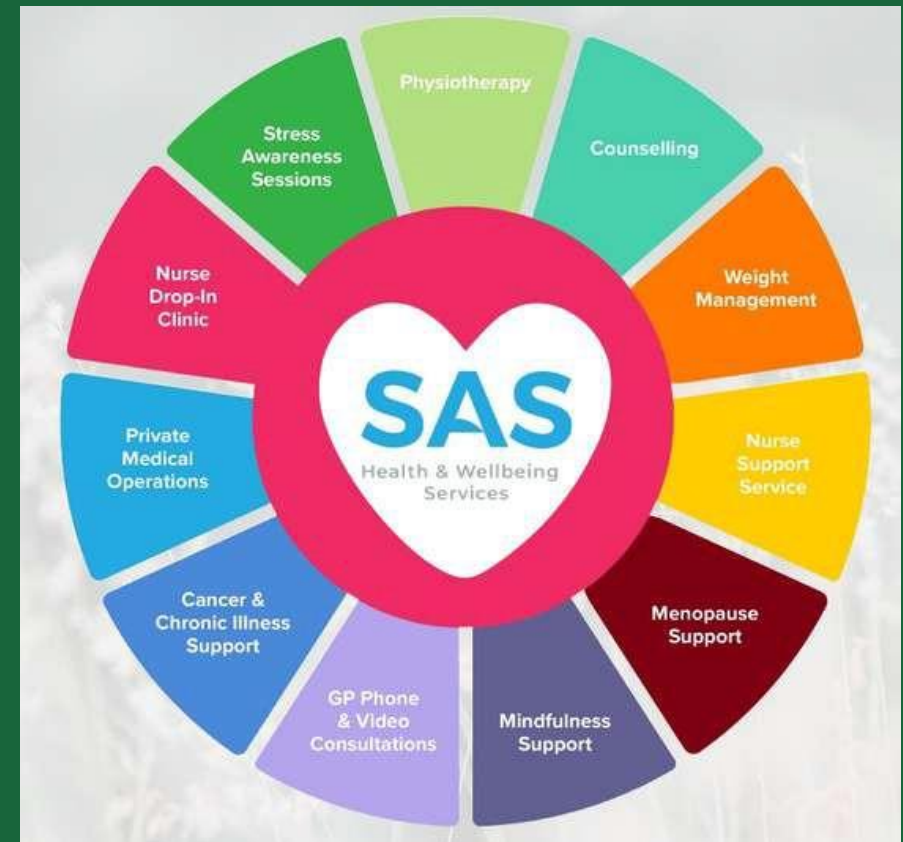 Physiotherapy
Counselling
Weight
Management
Nurse
Support
Service
Menopause
Support
Mindfulness
Support
GP Phone
& Video
Consultations
Cancer &
Chronic Illness
Support
Private
Medical
Operations
Nurse
Drop-In
Clinic
Stress
Awareness
Sessions
SAS
Health & Wellbeing
Services